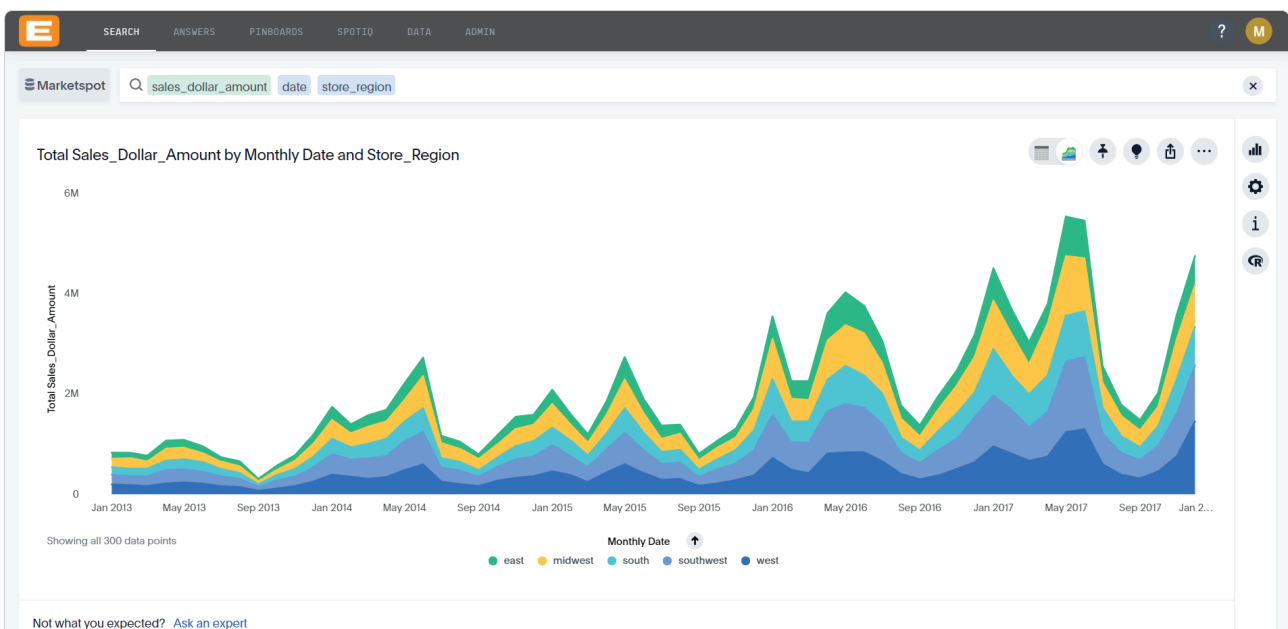 E SEARCH ANSWERS PINBOARDS SPOTIQ DATA ADMIN ? M
Marketspot sales_dollar_amount date store_region
Total Sales_Dollar_Amount by Monthly Date and Store_Region
6M
4M
2M
0
Total Sales_Dollar_Amount
Jan 2013 May 2013 Sep 2013 Jan 2014 May 2014 Sep 2014 Jan 2015 May 2015 Sep 2015 Jan 2016 May 2016 Sep 2016 Jan 2017 May 2017 Sep 2017 Jan 2...
Showing all 300 data points
Monthly Date
east midwest south southwest west
i
R
Not what you expected? Ask an expert